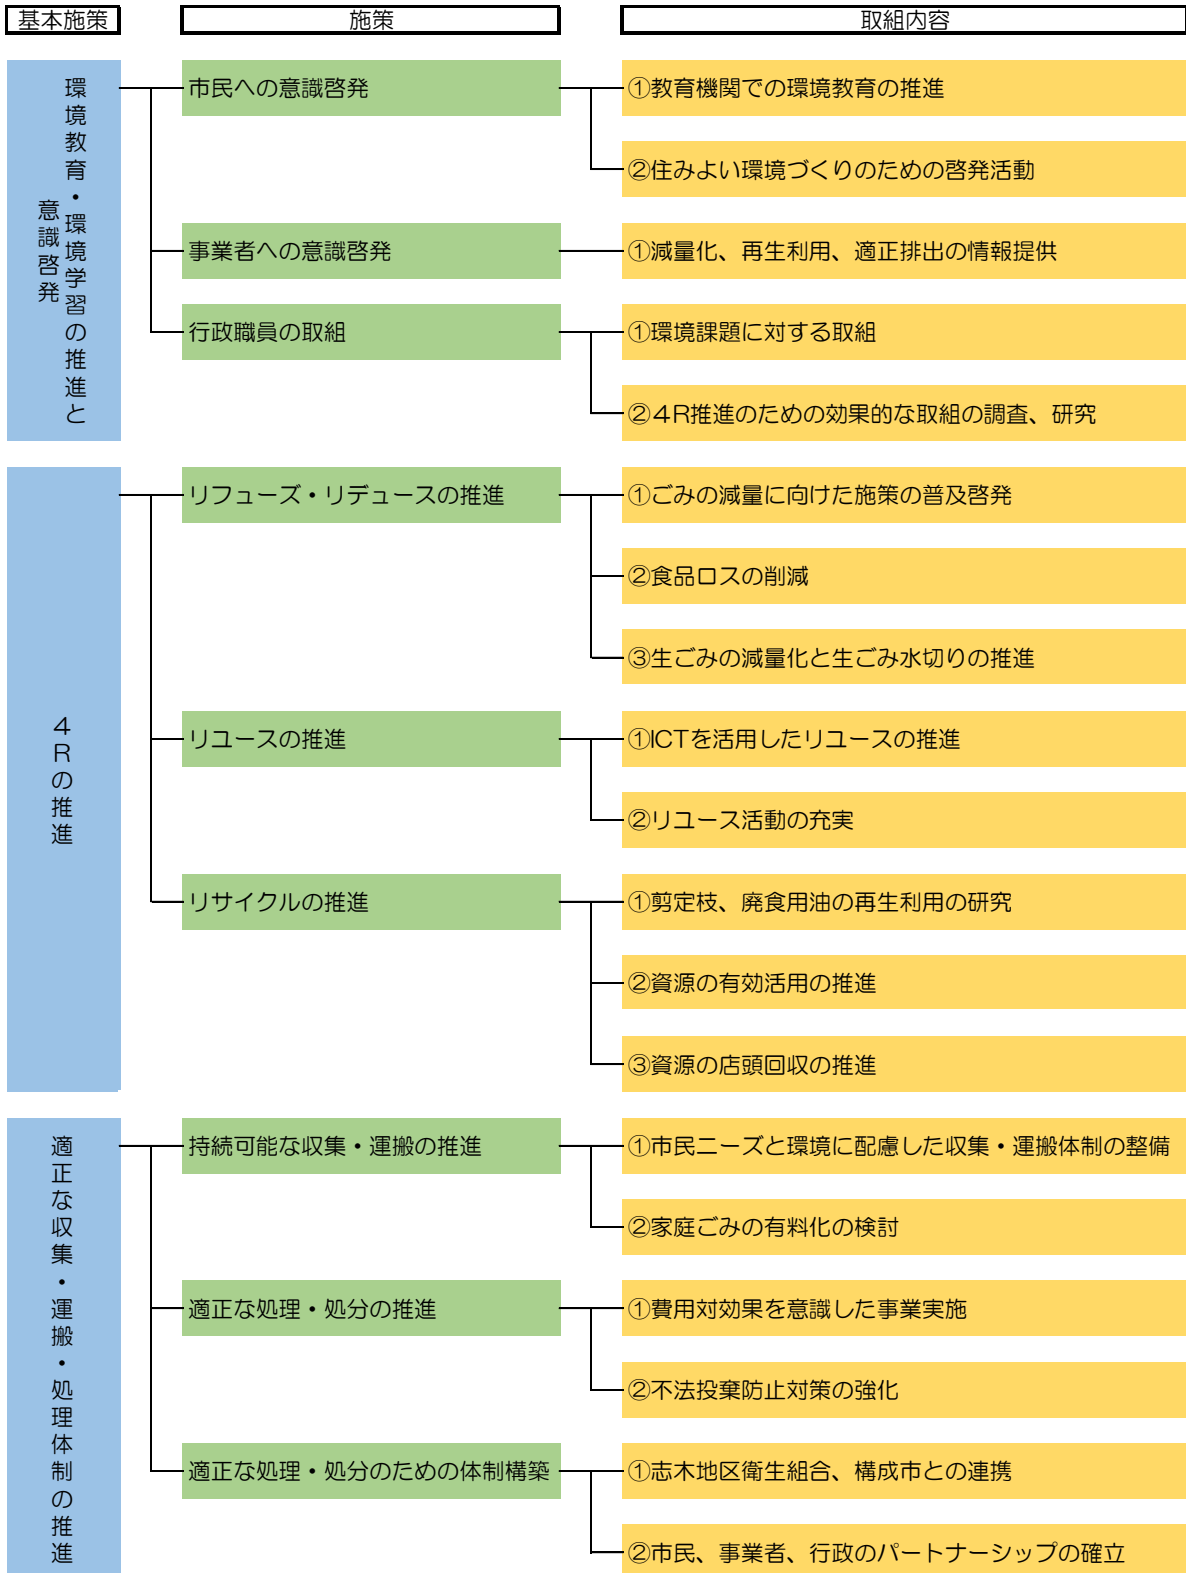 基本施策
施策
取組内容
環境教育・環境学習の推進と
意識啓発
市民への意識啓発
①教育機関での環境教育の推進
②住みよい環境づくりのための啓発活動
事業者への意識啓発
①減量化、再生利用、適正排出の情報提供
行政職員の取組
①環境課題に対する取組
②４R推進のための効果的な取組の調査、研究
４Rの推進
リフューズ・リデュースの推進
①ごみの減量に向けた施策の普及啓発
②食品ロスの削減
③生ごみの減量化と生ごみ水切りの推進
リユースの推進
①ICTを活用したリユースの推進
②リユース活動の充実
リサイクルの推進
①剪定枝、廃食用油の再生利用の研究
②資源の有効活用の推進
③資源の店頭回収の推進
適正な収集・運搬・処理体制の推進
持続可能な収集・運搬の推進
①市民ニーズと環境に配慮した収集・運搬体制の整備
②家庭ごみの有料化の検討
適正な処理・処分の推進
①費用対効果を意識した事業実施
②不法投棄防止対策の強化
適正な処理・処分のための体制構築
①志木地区衛生組合、構成市との連携
②市民、事業者、行政のパートナーシップの確立